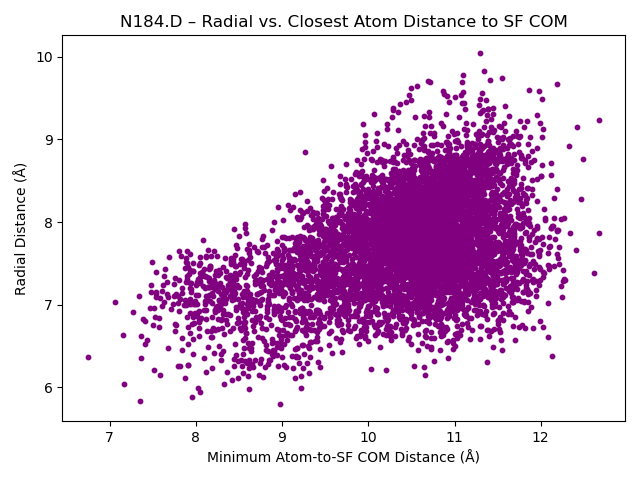 N184.D – Radial vs. Closest Atom Distance to SF COM
10
9
8
7
6
Radial Distance (Å)
7 8 9 10 11 12
Minimum Atom-to-SF COM Distance (Å)